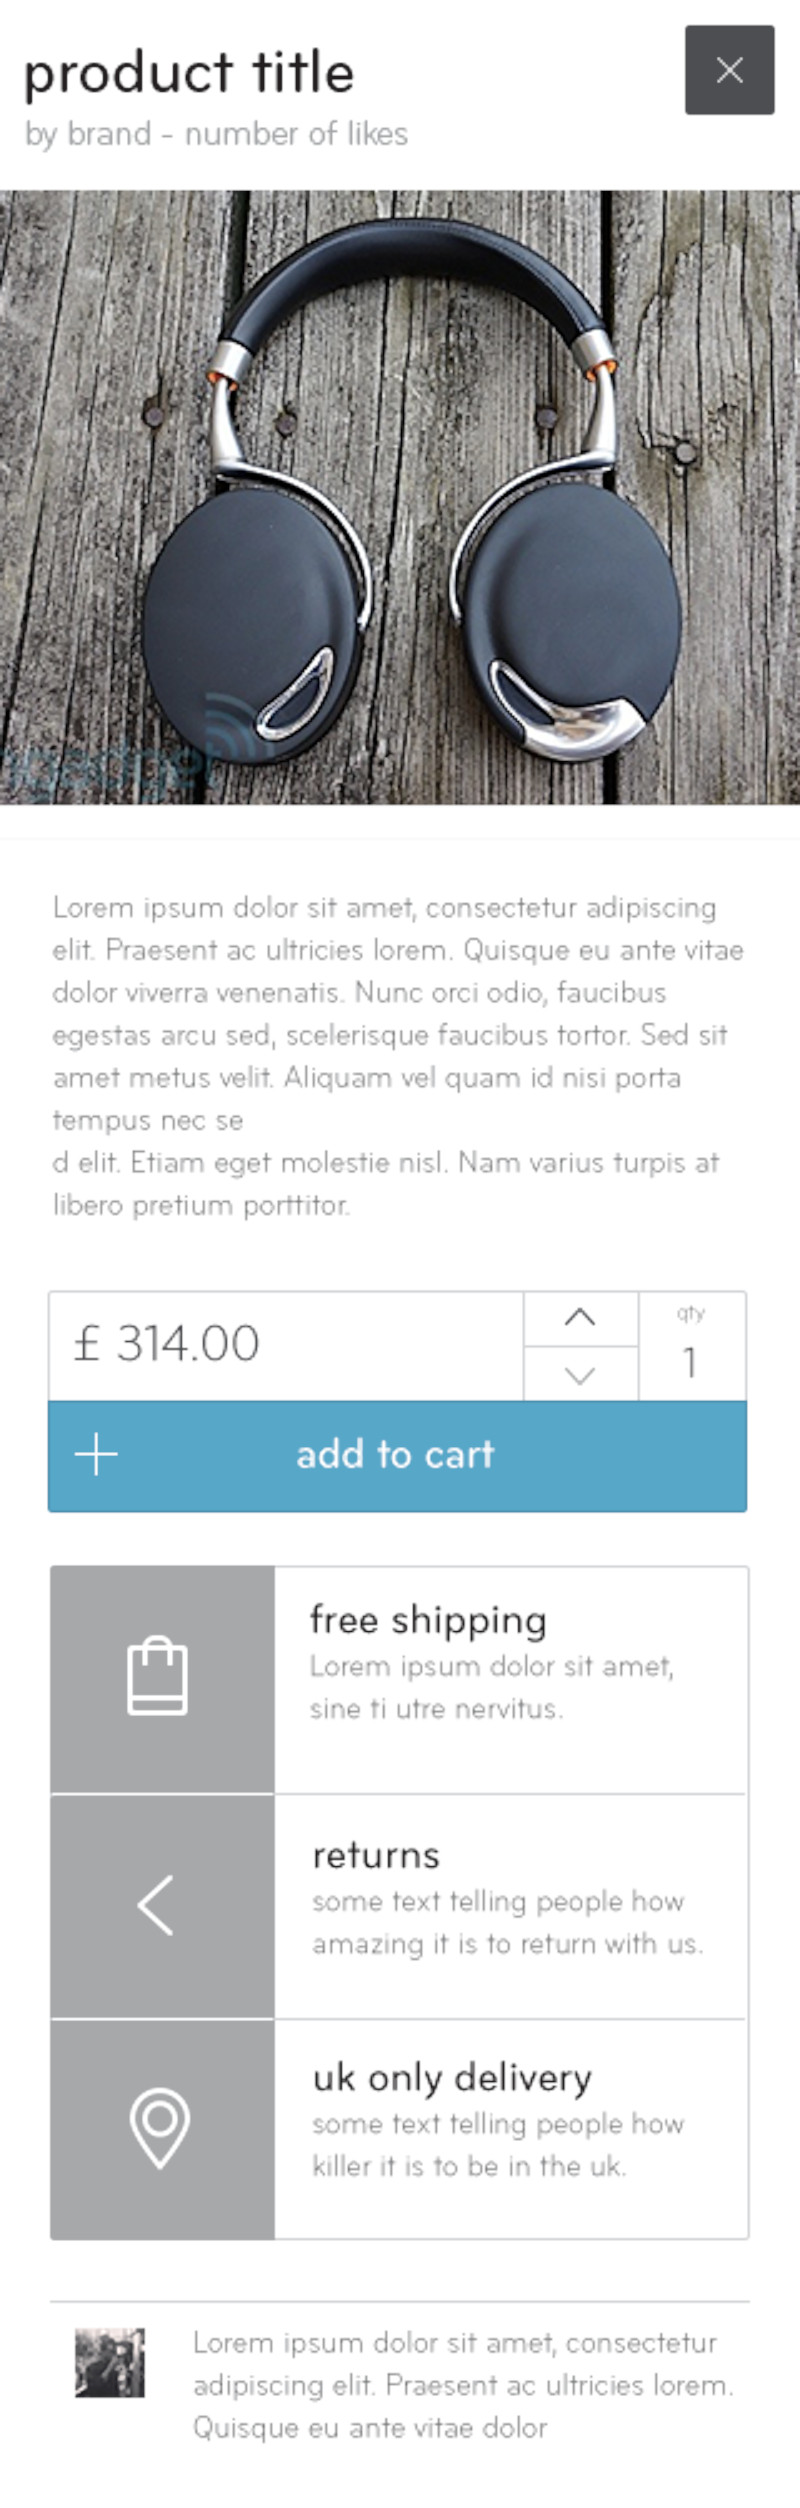 product title
by brand - number of likes
ngadget
Lorem ipsum dolor sit amet, consectetur adipiscing
elit. Praesent ac ultricies lorem. Quisque eu ante vitae
dolor viverra venenatis. Nunc orci odio, faucibus
egestas arcu sed, scelerisque faucibus tortor. Sed sit
amet metus velit. Aliquam vel quam id nisi porta
tempus nec se
d elit. Etiam eget molestie nisl. Nam varius turpis at
libero pretium porttitor.
£ 314.00
qty
1
add to cart
free shipping
Lorem ipsum dolor sit amet,
sine ti utre nervitus.
returns
some text telling people how
amazing it is to return with us.
uk only delivery
some text telling people how
killer it is to be in the uk.
Lorem ipsum dolor sit amet, consectetur
adipiscing elit. Praesent ac ultricies lorem.
Quisque eu ante vitae dolor